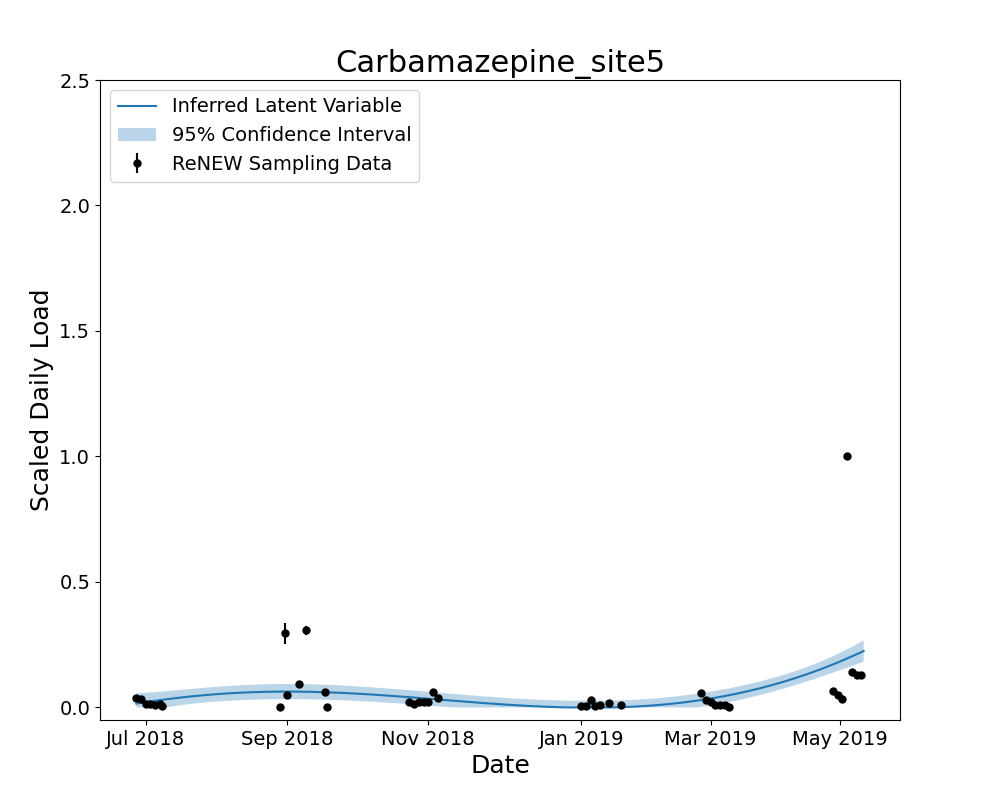 Carbamazepine_site5
Inferred Latent Variable
95% Confidence Interval
ReNEW Sampling Data
Scaled Daily Load
2.5
2.0
1.5
1.0
0.5
0.0
Jul 2018 Sep 2018 Nov 2018 Jan 2019 Mar 2019 May 2019
Date